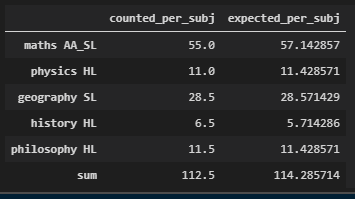 counted_per_subj expected_per_subj
maths AA_SL 55.0 57.142857
physics HL 11.0 11.428571
geography SL 28.5 28.571429
history HL 6.5 5.714286
philosophy HL 11.5 11.428571
sum 112.5 114.285714